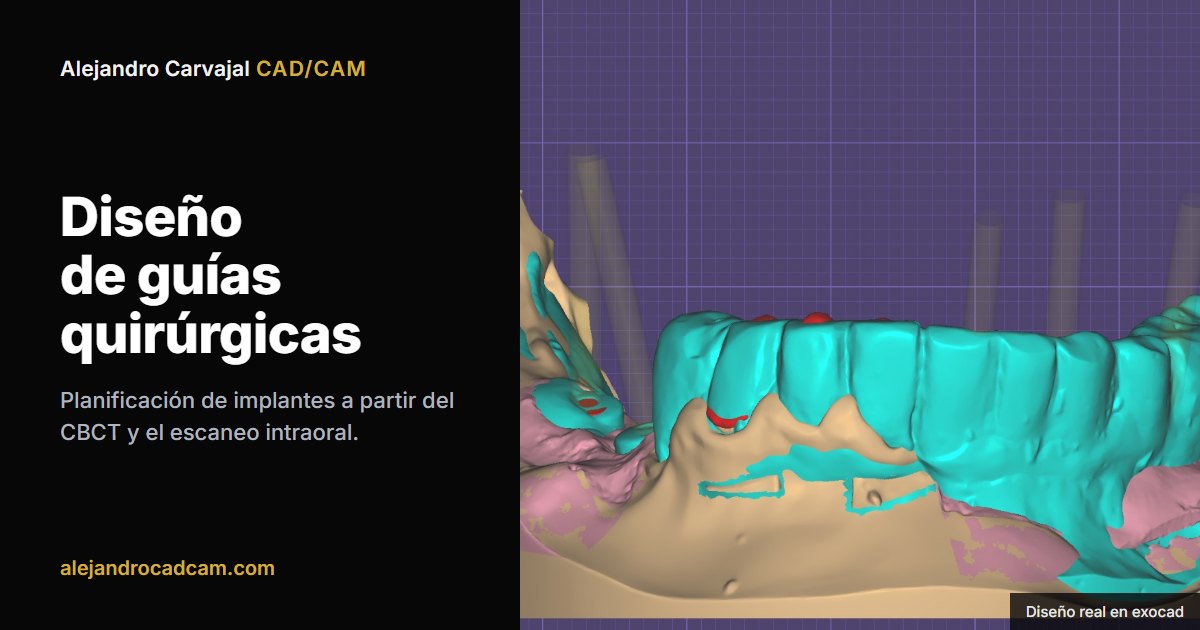 Alejandro Carvajal CAD/CAM
Diseño
de guías
quirúrgicas
Planificación de implantes a partir del
CBCT y el escaneo intraoral.
alejandrocadcam.com
Diseño real en exocad